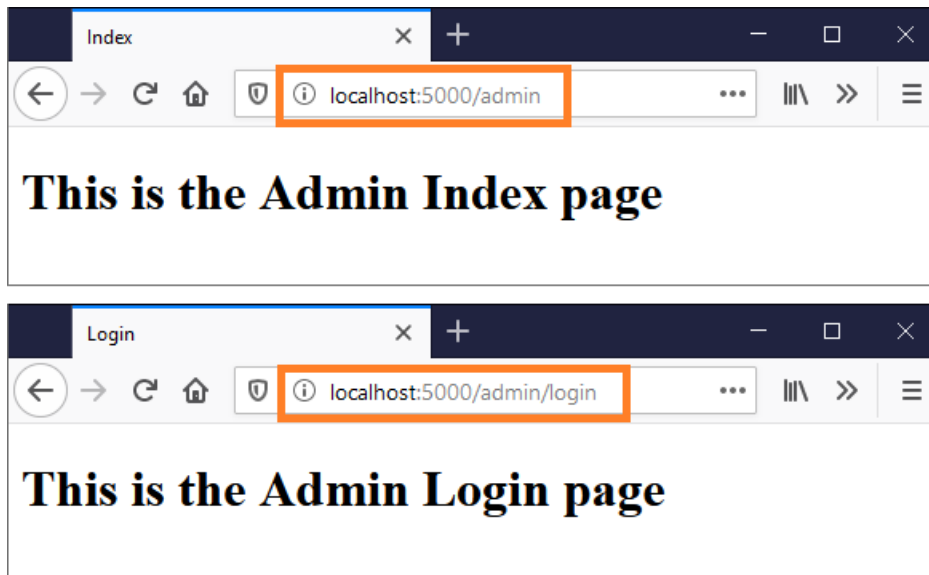 Index
localhost:5000/admin
This is the Admin Index page
Login
localhost:5000/admin/login
This is the Admin Login page